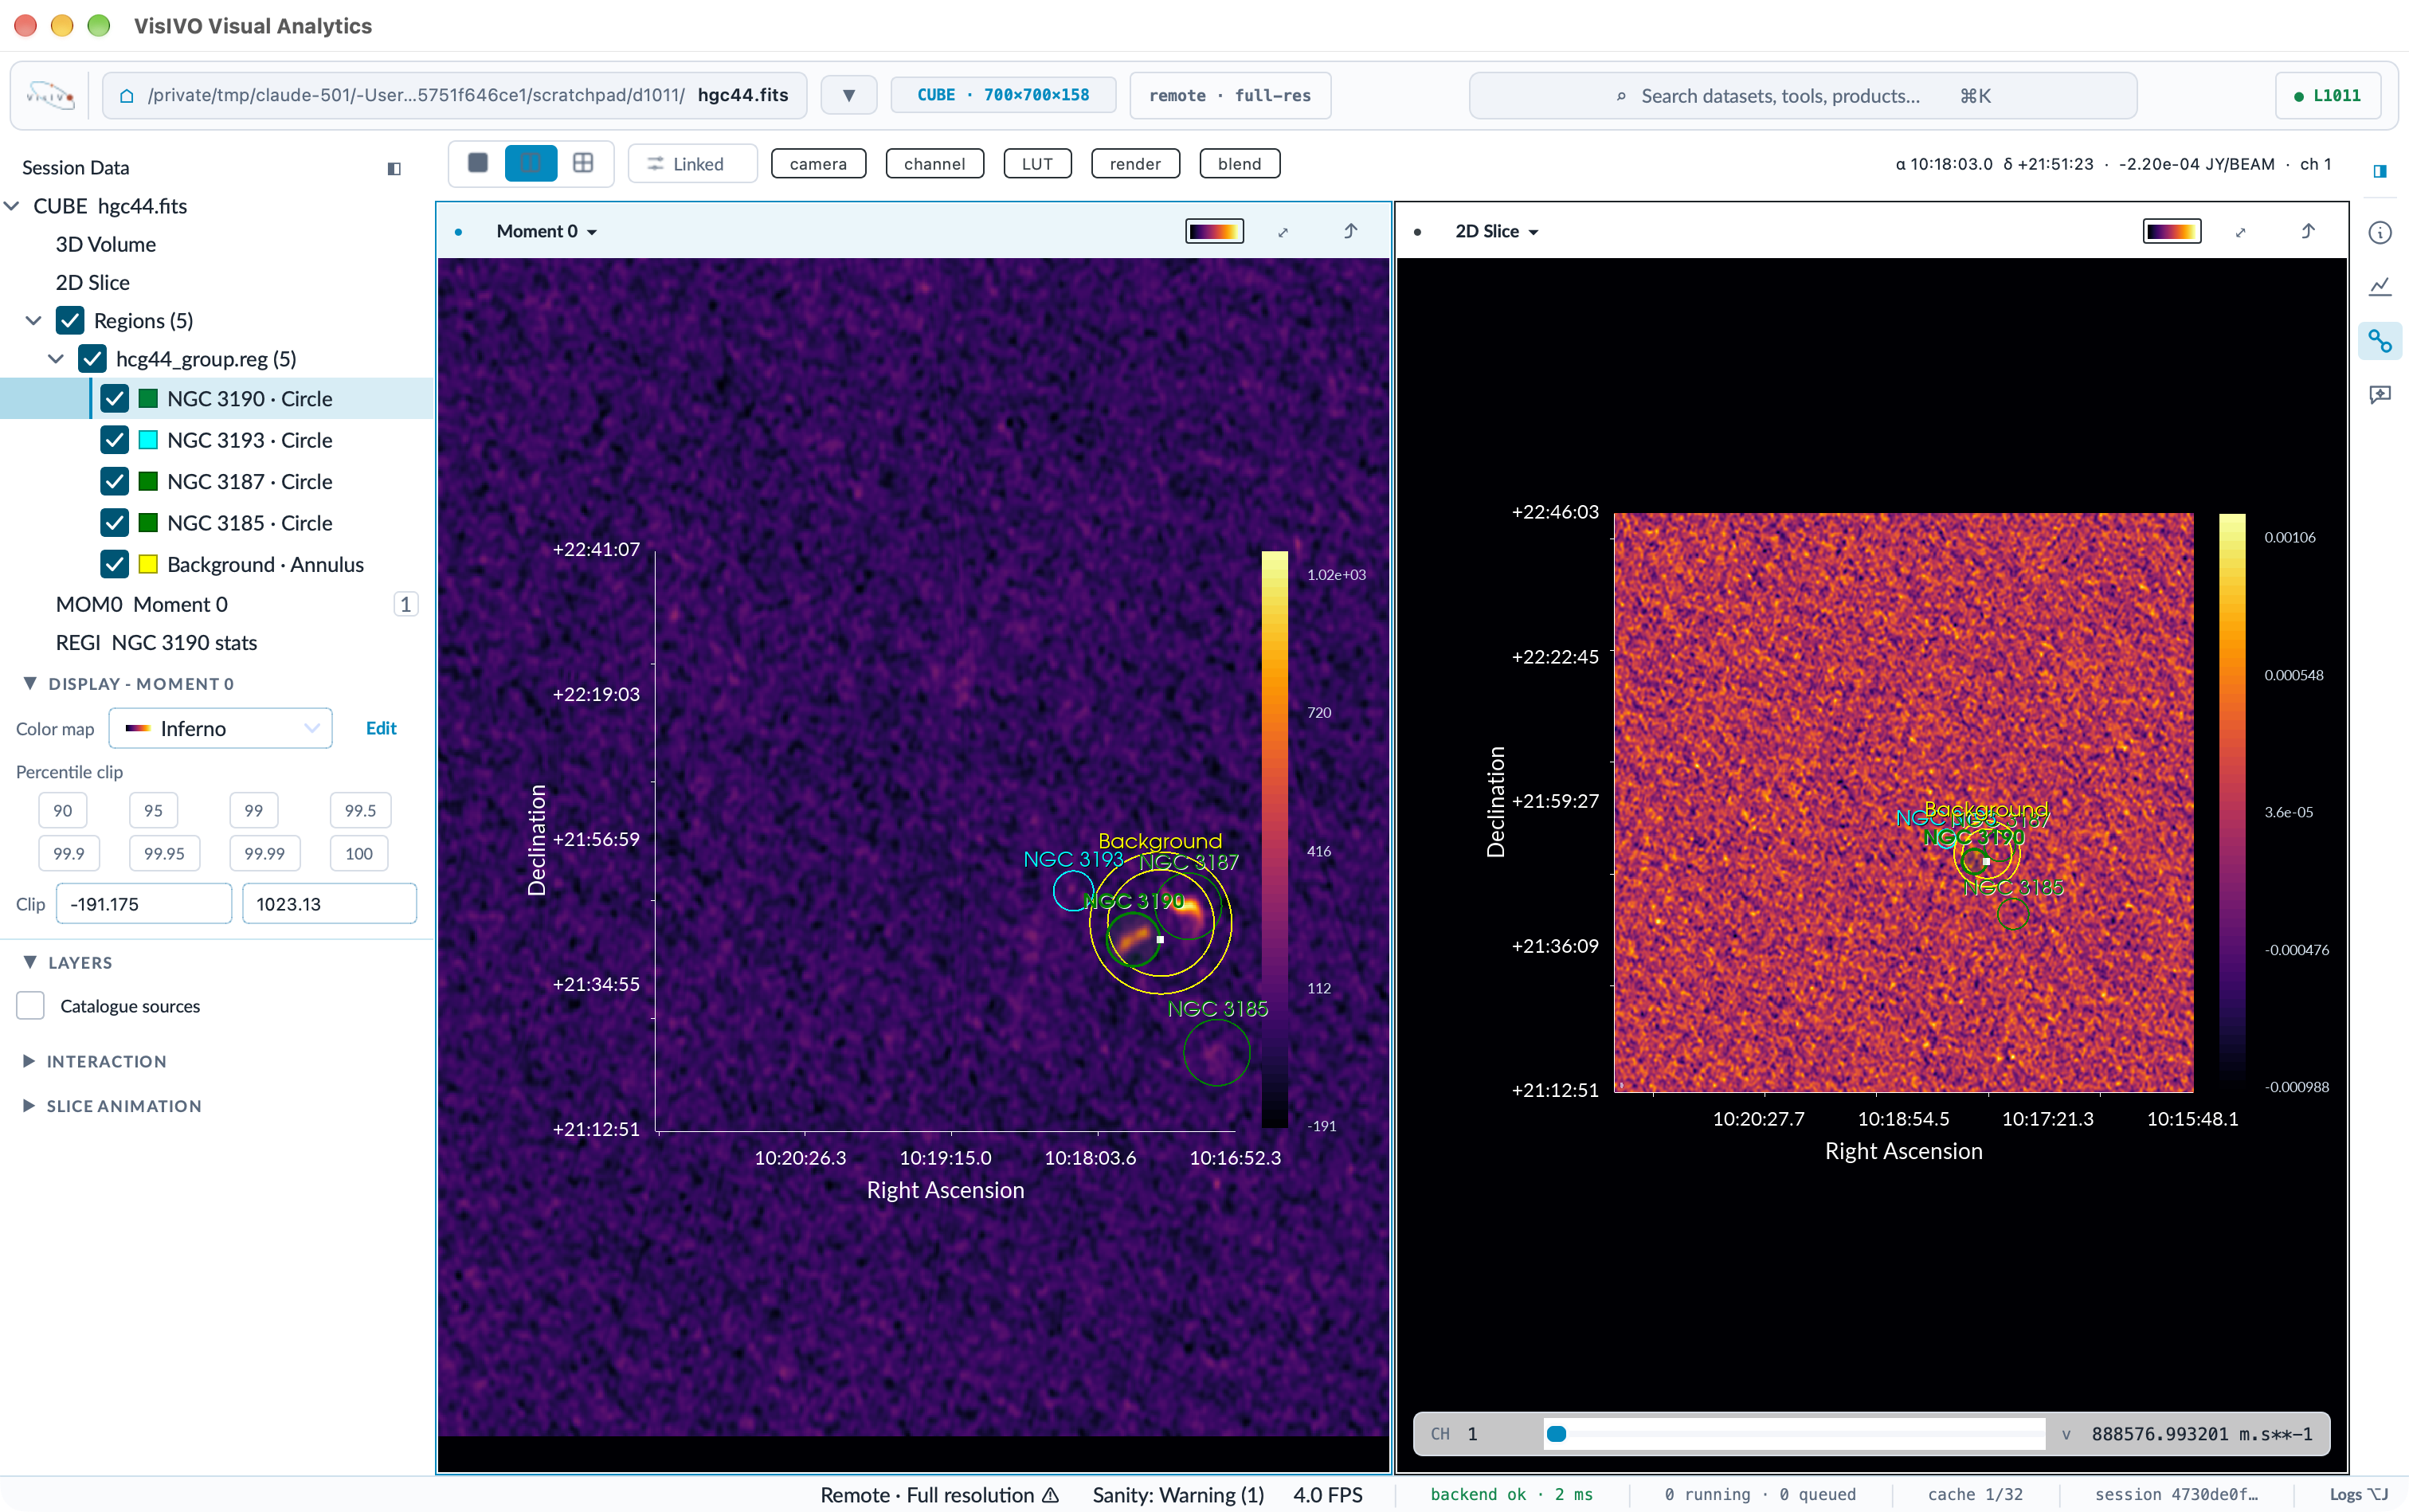 VisIVO Visual Analytics
/private/tmp/claude-501/-User...5751f646ce1/scratchpad/d1011/ hgc44.fits
CUBE · 700×700×158
remote · full-res
Search datasets, tools, products... ⌘K
L1011
Session Data
CUBE hgc44.fits
3D Volume
2D Slice
Regions (5)
hcg44_group.reg (5)
NGC 3190 · Circle
NGC 3193 · Circle
NGC 3187 · Circle
NGC 3185 · Circle
Background · Annulus
MOM0 Moment 0 1
REGI NGC 3190 stats
DISPLAY - MOMENT 0
Color map Inferno Edit
Percentile clip
90 95 99 99.5
99.9 99.95 99.99 100
Clip -191.175 1023.13
LAYERS
Catalogue sources
INTERACTION
SLICE ANIMATION
Linked camera channel LUT render blend
α 10:18:03.0 δ +21:51:23 · -2.20e-04 JY/BEAM · ch 1
Moment 0
+22:41:07
+22:19:03
+21:56:59
+21:34:55
+21:12:51
Declination
10:20:26.3 10:19:15.0 10:18:03.6 10:16:52.3
Right Ascension
Background
NGC 3193
NGC 3187
NGC 3190
NGC 3185
1.02e+03
720
416
112
-191
2D Slice
+22:46:03
+22:22:45
+21:59:27
+21:36:09
+21:12:51
Declination
10:20:27.7 10:18:54.5 10:17:21.3 10:15:48.1
Right Ascension
Background
NGC 3190
NGC 3185
0.00106
0.000548
3.6e-05
-0.000476
-0.000988
CH 1
v 888576.993201 m.s**-1
Remote · Full resolution Sanity: Warning (1) 4.0 FPS
backend ok · 2 ms
0 running · 0 queued
cache 1/32
session 4730de0f…
Logs ⌥J